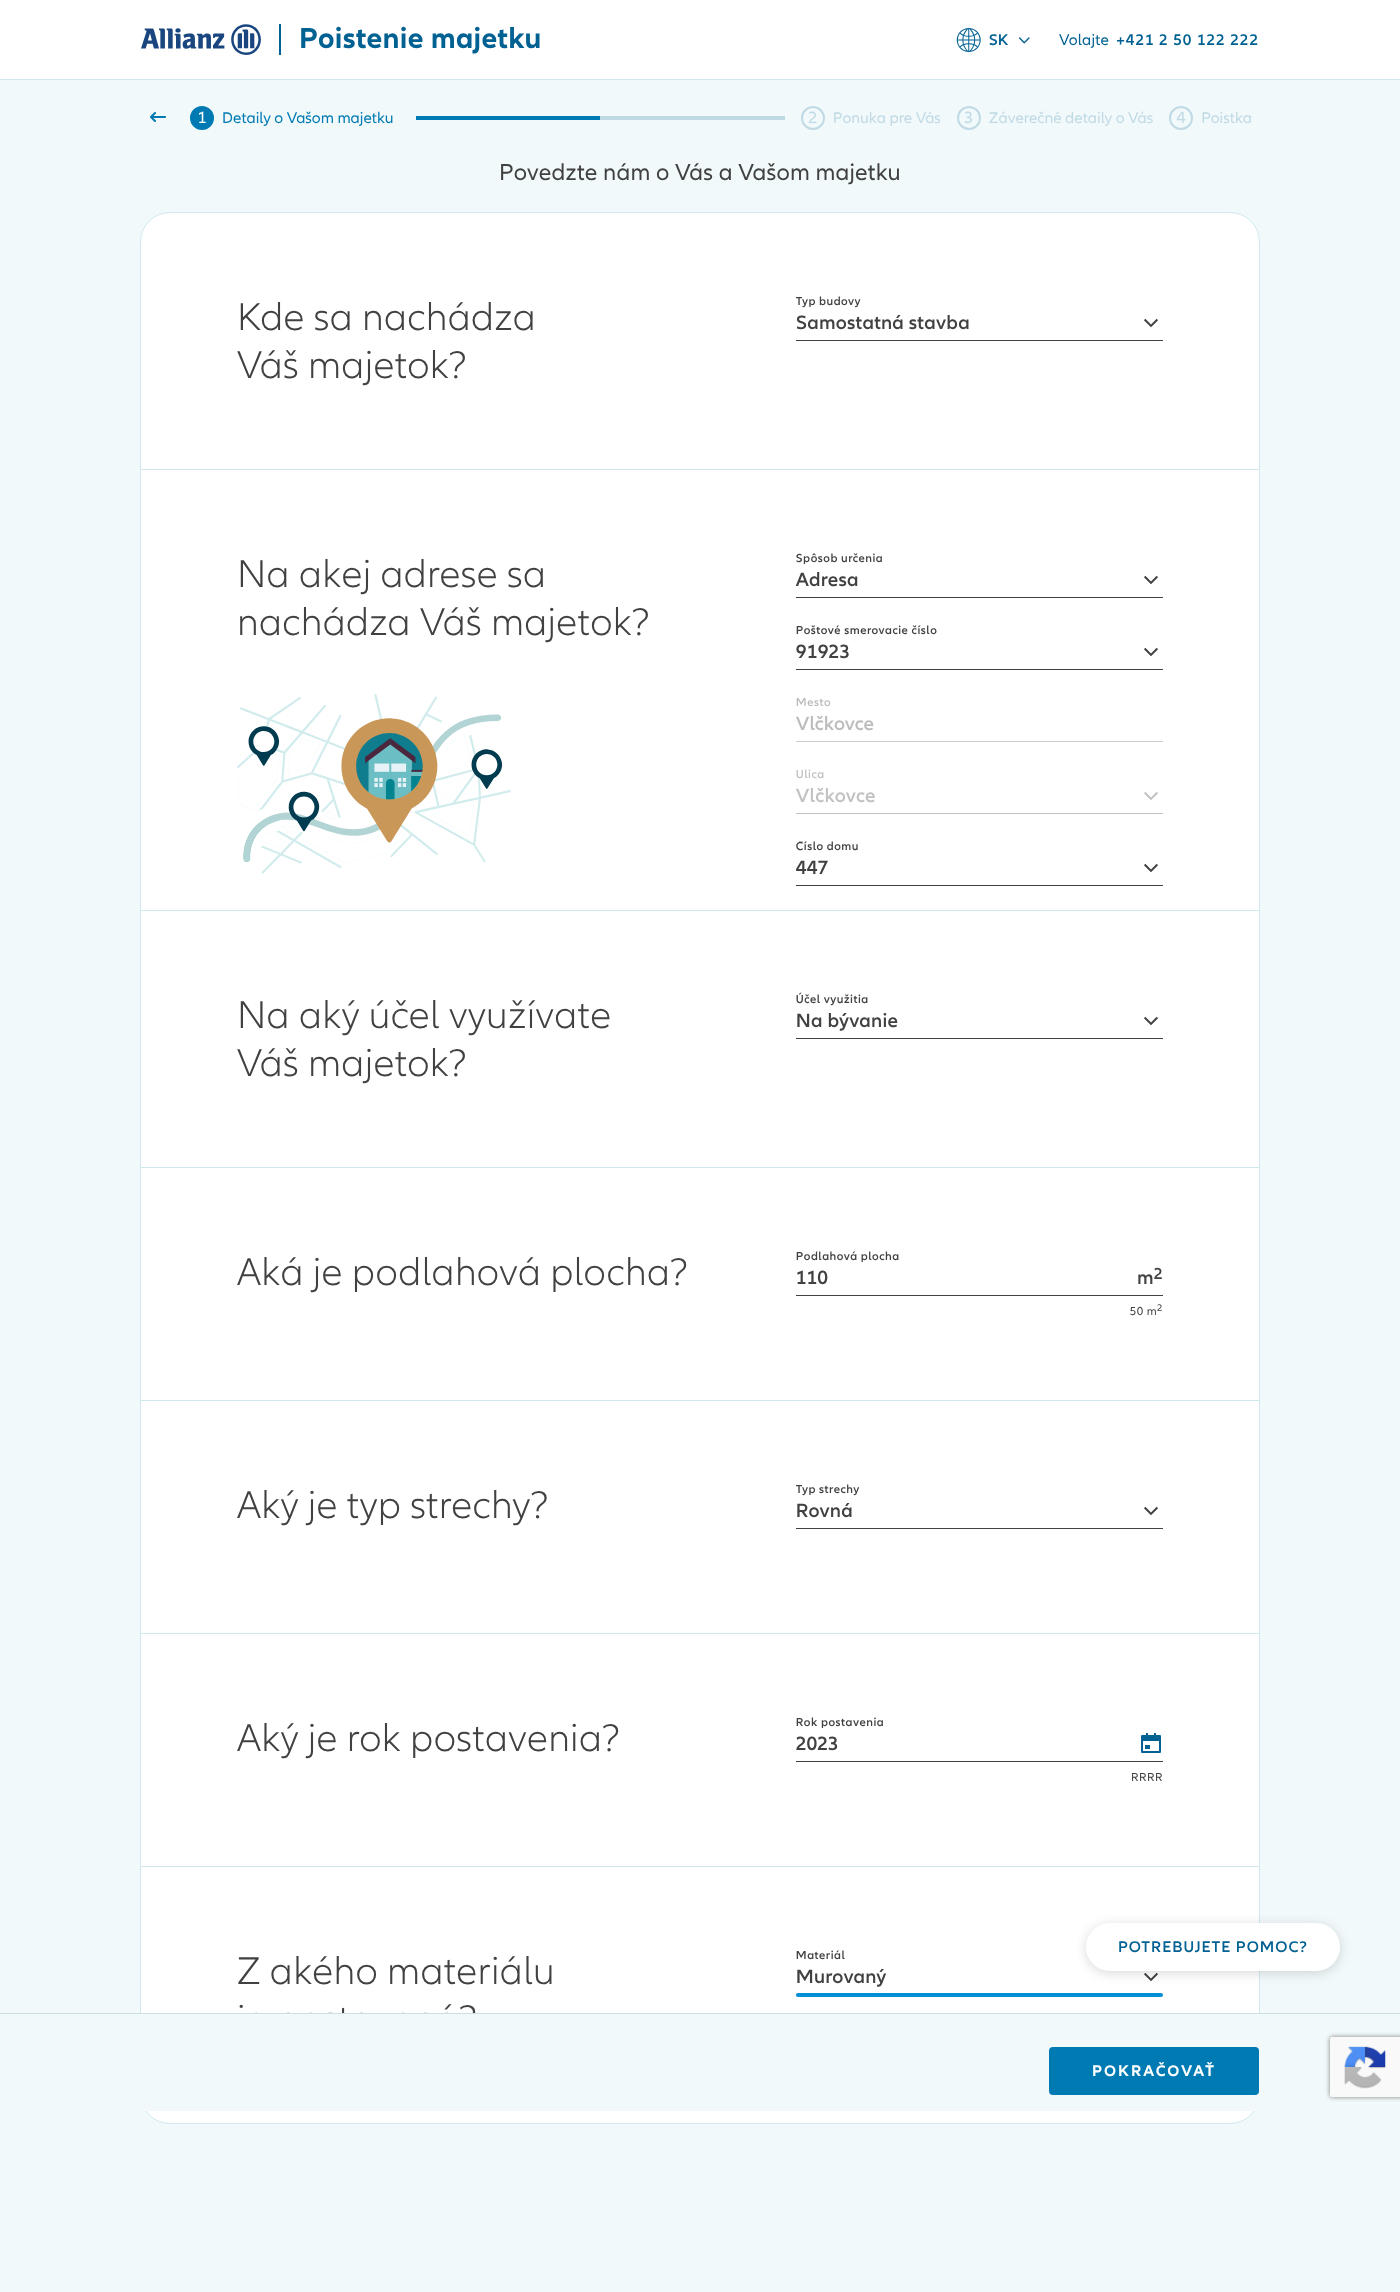 Allianz
Poistenie majetku
SK
Volajte +421 2 50 122 222
1 Detaily o Vašom majetku
2 Ponuka pre Vás
3 Záverečné detaily o Vás
4 Poistka
Povedzte nám o Vás a Vašom majetku
Kde sa nachádza
Váš majetok?
Typ budovy
Samostatná stavba
Na akej adrese sa
nachádza Váš majetok?
Spôsob určenia
Adresa
Poštové smerovacie číslo
91923
Mesto
Vlčkovce
Ulica
Vlčkovce
Číslo domu
447
Na aký účel využívate
Váš majetok?
Účel využitia
Na bývanie
Aká je podlahová plocha?
Podlahová plocha
110 m²
50 m²
Aký je typ strechy?
Typ strechy
Rovná
Aký je rok postavenia?
Rok postavenia
2023
RRRR
Z akého materiálu
Materiál
Murovaný
POTREBUJETE POMOC?
POKRAČOVAŤ